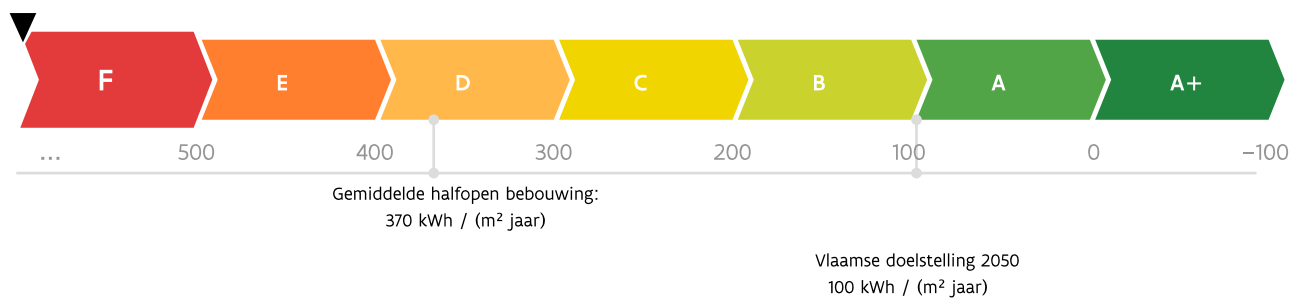 F E D C B A A+
... 500 400 300 200 100 0 −100
Gemiddelde halfopen bebouwing:
370 kWh / (m² jaar)
Vlaamse doelstelling 2050
100 kWh / (m² jaar)